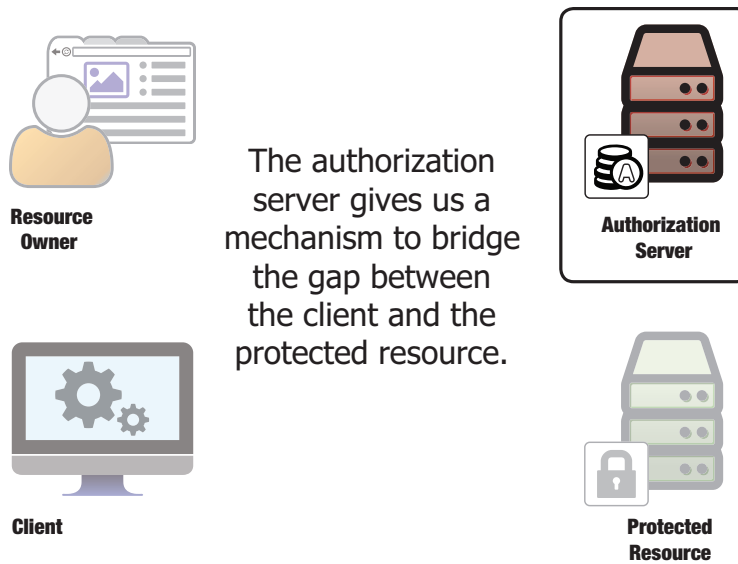 The authorization
server gives us a
mechanism to bridge
the gap between
the client and the
protected resource.
Resource
Owner
A
Authorization
Server
Client
Protected
Resource